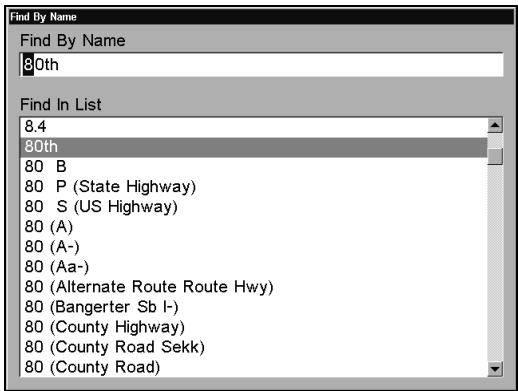 Find By Name
Find By Name
80th
Find In List
8.4
80th
80 B
80 P (State Highway)
80 S (US Highway)
80 (A)
80 (A-)
80 (Aa-)
80 (Alternate Route Route Hwy)
80 (Bangerter Sb I-)
80 (County Highway)
80 (County Road Sekk)
80 (County Road)